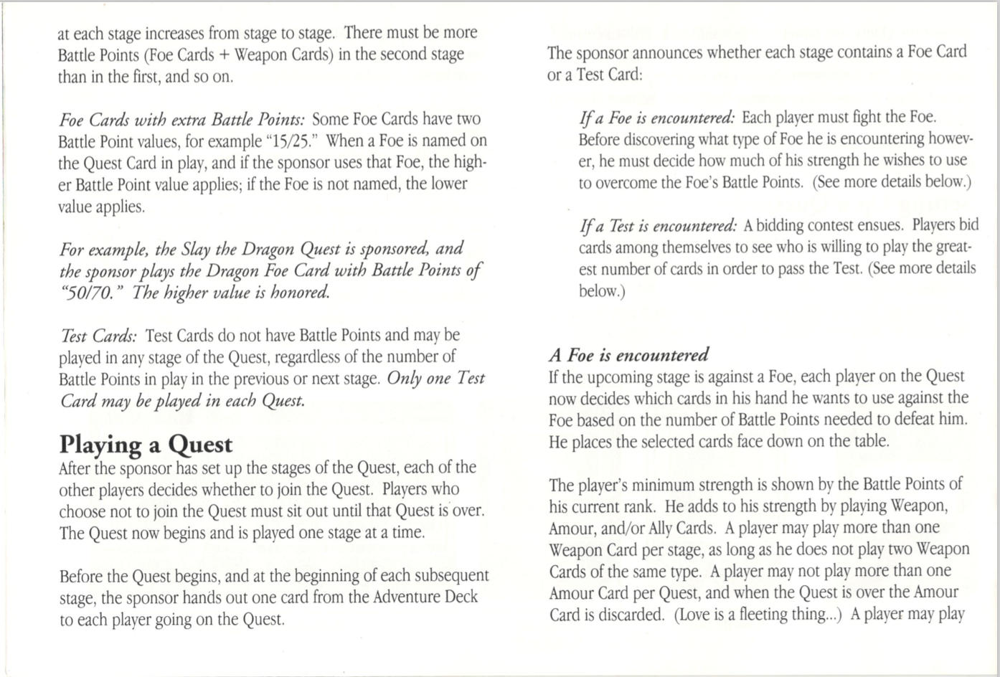 at each stage increases from stage to stage. There must be more
Battle Points (Foe Cards + Weapon Cards) in the second stage
than in the first, and so on.
Foe Cards with extra Battle Points: Some Foe Cards have two
Battle Point values, for example “15/25.” When a Foe is named on
the Quest Card in play, and if the sponsor uses that Foe, the high-
er Battle Point value applies; if the Foe is not named, the lower
value applies.
For example, the Slay the Dragon Quest is sponsored, and
the sponsor plays the Dragon Foe Card with Battle Points of
“50/70.” The higher value is honored.
Test Cards: Test Cards do not have Battle Points and may be
played in any stage of the Quest, regardless of the number of
Battle Points in play in the previous or next stage. Only one Test
Card may be played in each Quest.
Playing a Quest
After the sponsor has set up the stages of the Quest, each of the
other players decides whether to join the Quest. Players who
choose not to join the Quest must sit out until that Quest is over.
The Quest now begins and is played one stage at a time.
Before the Quest begins, and at the beginning of each subsequent
stage, the sponsor hands out one card from the Adventure Deck
to each player going on the Quest.
The sponsor announces whether each stage contains a Foe Card
or a Test Card:
If a Foe is encountered: Each player must fight the Foe.
Before discovering what type of Foe he is encountering howev-
er, he must decide how much of his strength he wishes to use
to overcome the Foe’s Battle Points. (See more details below.)
If a Test is encountered: A bidding contest ensues. Players bid
cards among themselves to see who is willing to play the great-
est number of cards in order to pass the Test. (See more details
below.)
A Foe is encountered
If the upcoming stage is against a Foe, each player on the Quest
now decides which cards in his hand he wants to use against the
Foe based on the number of Battle Points needed to defeat him.
He places the selected cards face down on the table.
The player’s minimum strength is shown by the Battle Points of
his current rank. He adds to his strength by playing Weapon,
Amour, and/or Ally Cards. A player may play more than one
Weapon Card per stage, as long as he does not play two Weapon
Cards of the same type. A player may not play more than one
Amour Card per Quest, and when the Quest is over the Amour
Card is discarded. (Love is a fleeting thing...) A player may play